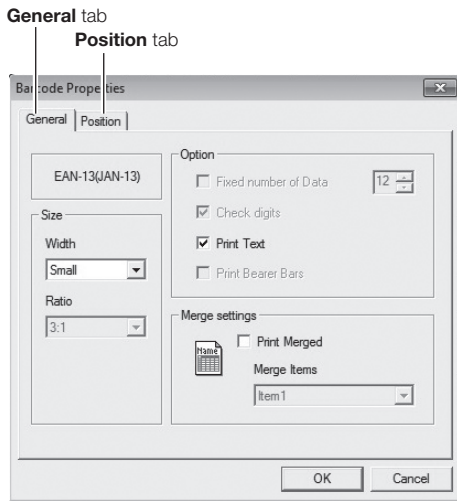 General tab
Position tab
Barcode Properties
General Position
EAN-13(JAN-13)
Size
Width
Small
Ratio
3:1
Option
Fixed number of Data 12
Check digits
Print Text
Print Bearer Bars
Merge settings
Name
Print Merged
Merge Items
Item1
OK Cancel